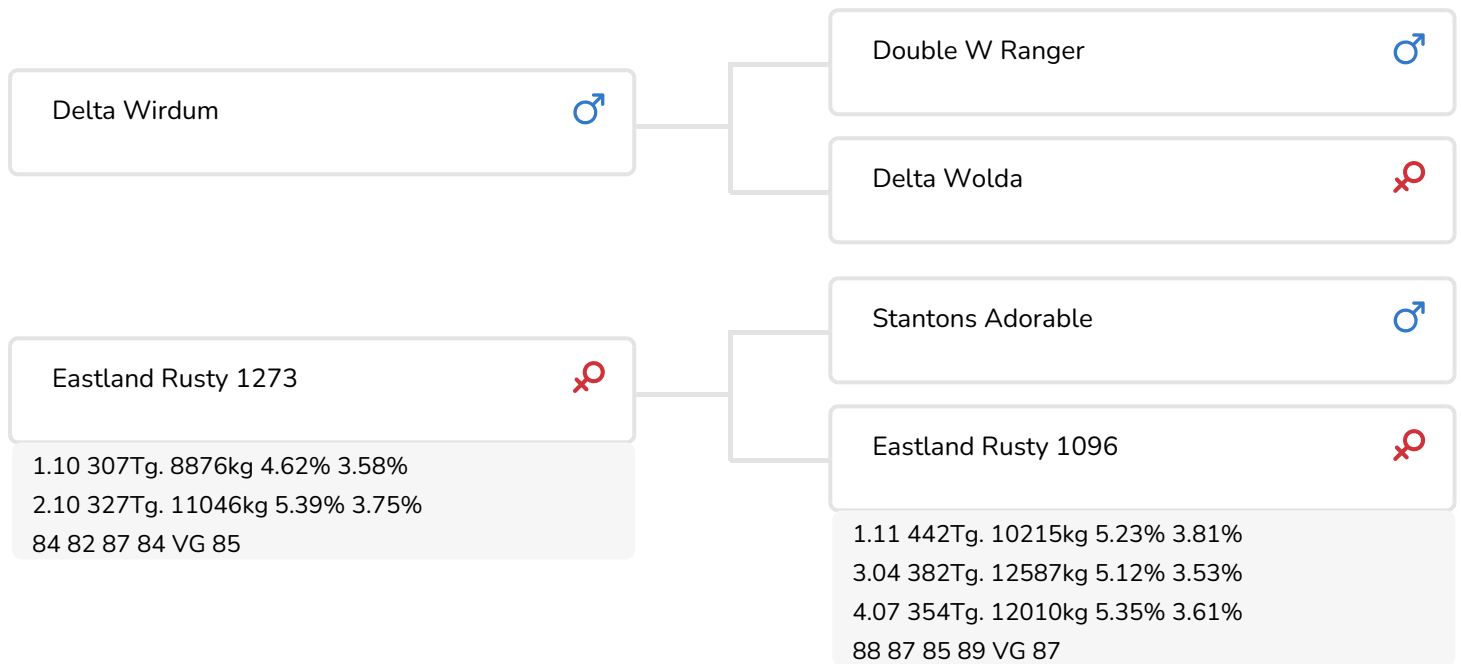 Delta Wirdum
Double W Ranger
Delta Wolda
Eastland Rusty 1273
1.10 307Tg. 8876kg 4.62% 3.58%
2.10 327Tg. 11046kg 5.39% 3.75%
84 82 87 84 VG 85
Stantons Adorable
Eastland Rusty 1096
1.11 442Tg. 10215kg 5.23% 3.81%
3.04 382Tg. 12587kg 5.12% 3.53%
4.07 354Tg. 12010kg 5.35% 3.61%
88 87 85 89 VG 87